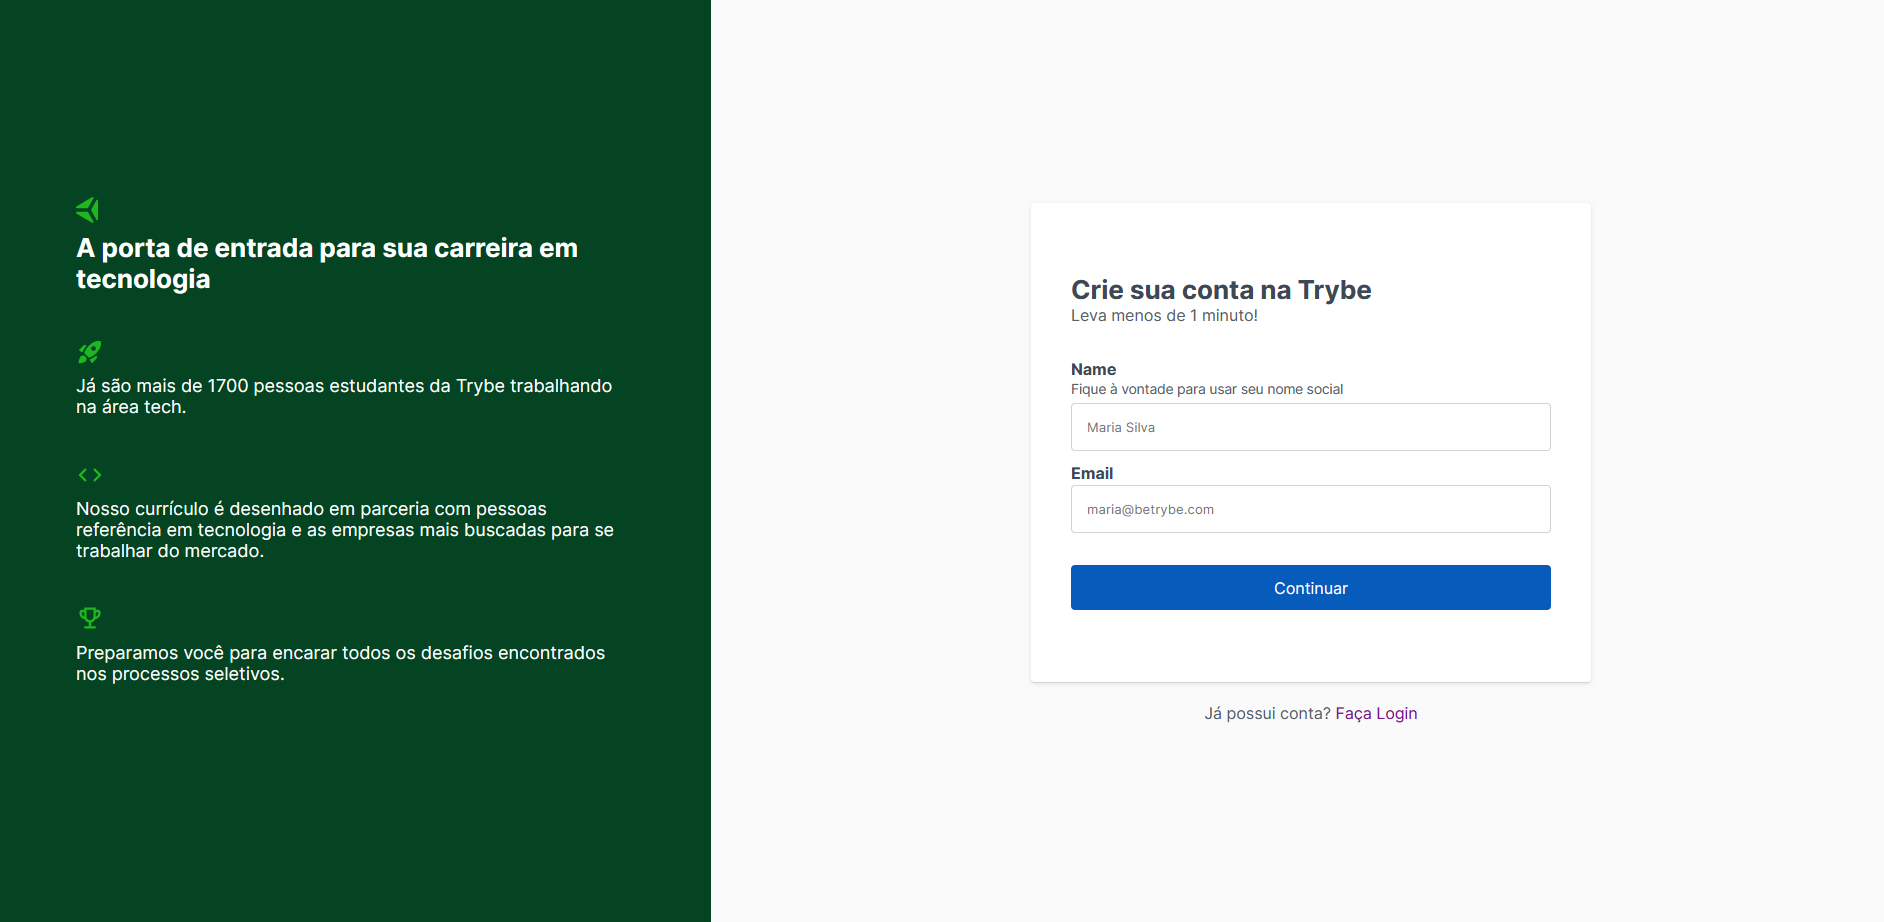 A porta de entrada para sua carreira em
tecnologia
Já são mais de 1700 pessoas estudantes da Trybe trabalhando
na área tech.
Nosso currículo é desenhado em parceria com pessoas
referência em tecnologia e as empresas mais buscadas para se
trabalhar do mercado.
Preparamos você para encarar todos os desafios encontrados
nos processos seletivos.
Crie sua conta na Trybe
Leva menos de 1 minuto!
Name
Fique à vontade para usar seu nome social
Maria Silva
Email
maria@betrybe.com
Continuar
Já possui conta? Faça Login